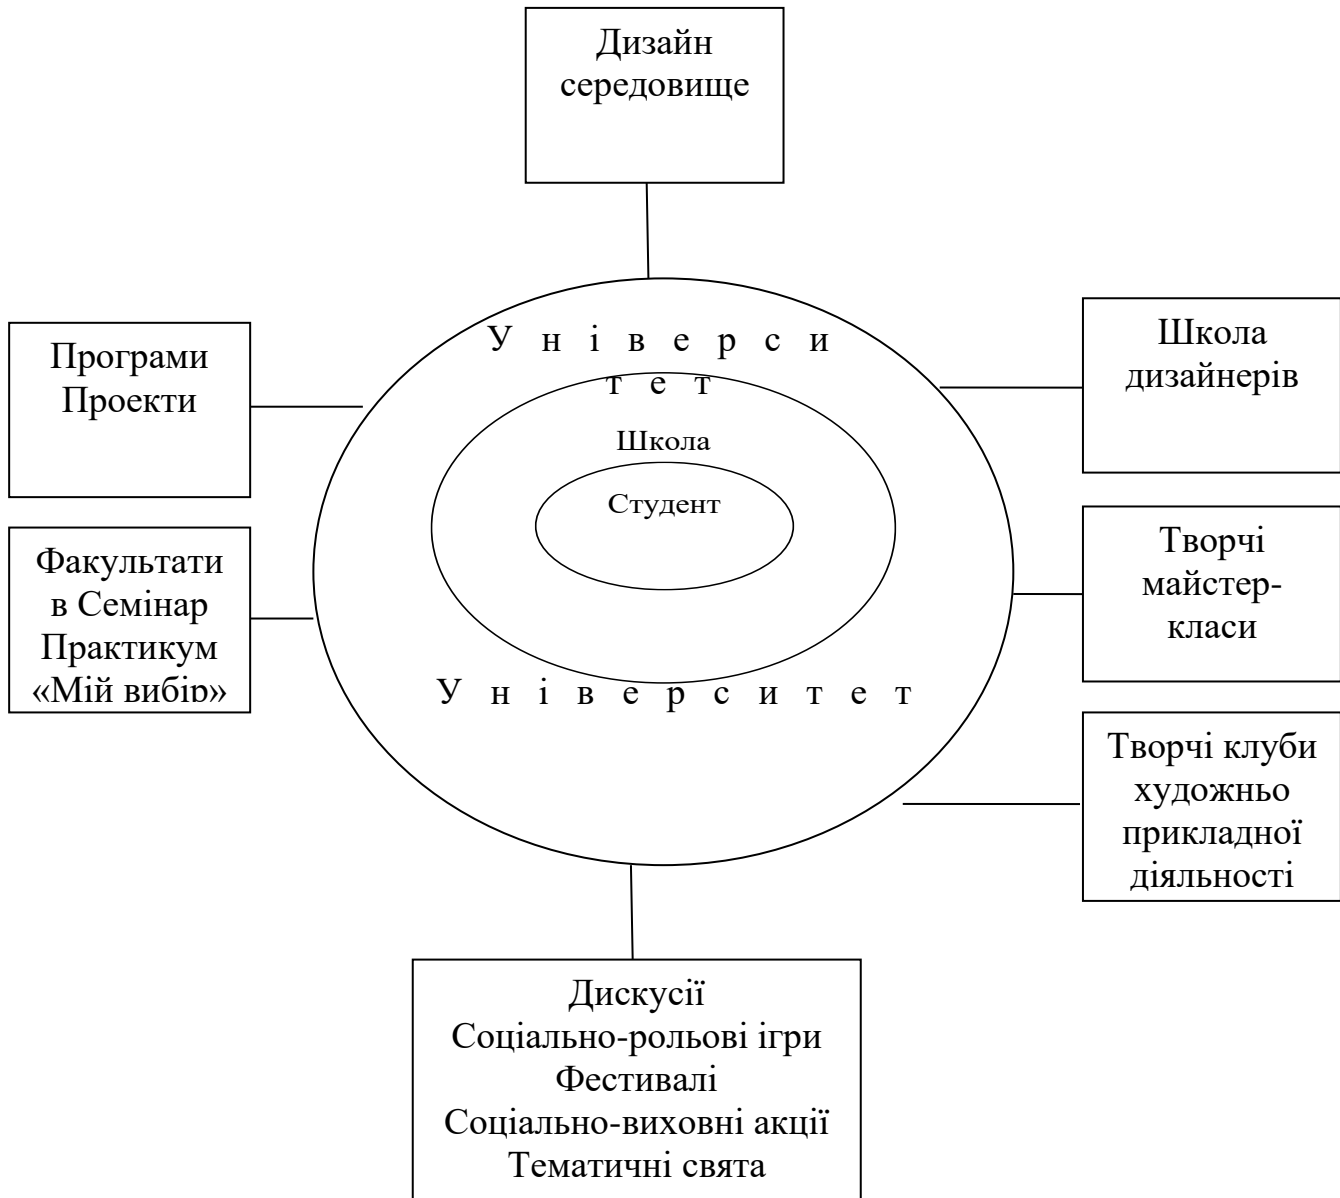 Дизайн
середовище
У н і в е р с и
т е т
Школа
Студент
У н і в е р с и т е т
Програми
Проекти
Факультати
в Семінар
Практикум
«Мій вибір»
Школа
дизайнерів
Творчі
майстер-
класи
Творчі клуби
художньо
прикладної
діяльності
Дискусії
Соціально-рольові ігри
Фестивалі
Соціально-виховні акції
Тематичні свята